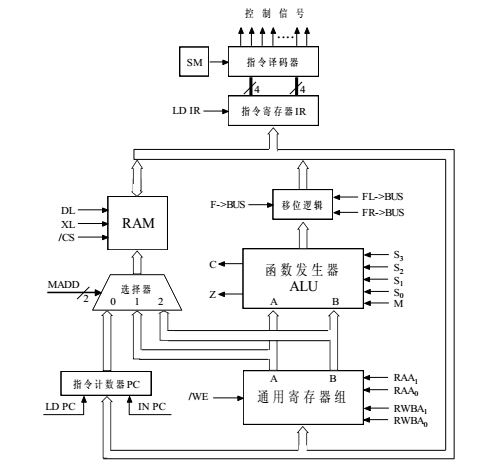 控制信号
SM
指令译码器
4
4
LD IR
指令寄存器IR
DL
XL
/CS
RAM
F->BUS
移位逻辑
FL->BUS
FR->BUS
MADD
2
选择器
0 1 2
C
Z
函数发生器
ALU
A B
S3
S2
S1
S0
M
指令计数器PC
LD PC
IN PC
/WE
A B
通用寄存器组
RAA1
RAA0
RWBA1
RWBA0